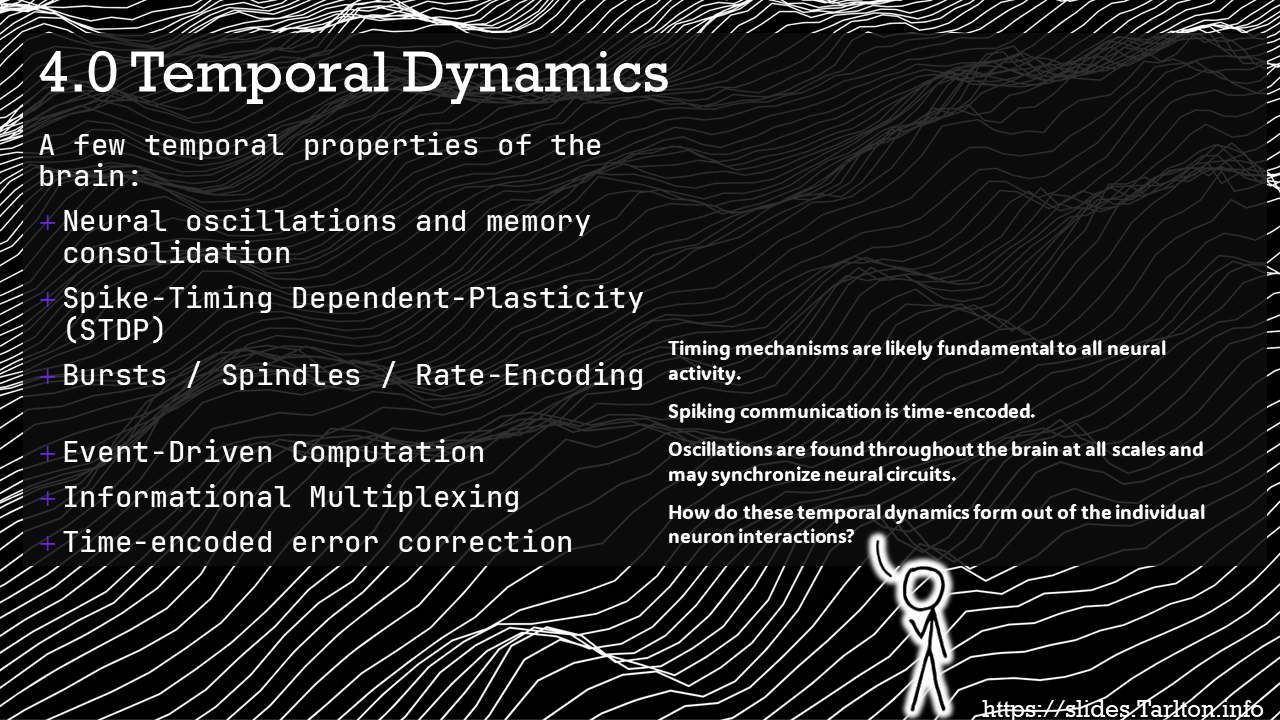 4.0 Temporal Dynamics
A few temporal properties of the
brain:
+ Neural oscillations and memory
consolidation
+ Spike-Timing Dependent-Plasticity
(STDP)
+ Bursts / Spindles / Rate-Encoding
+ Event-Driven Computation
+ Informational Multiplexing
+ Time-encoded error correction
Timing mechanisms are likely fundamental to all neural
activity.
Spiking communication is time-encoded.
Oscillations are found throughout the brain at all scales and
may synchronize neural circuits.
How do these temporal dynamics form out of the individual
neuron interactions?
https://slides.Tarlton.info